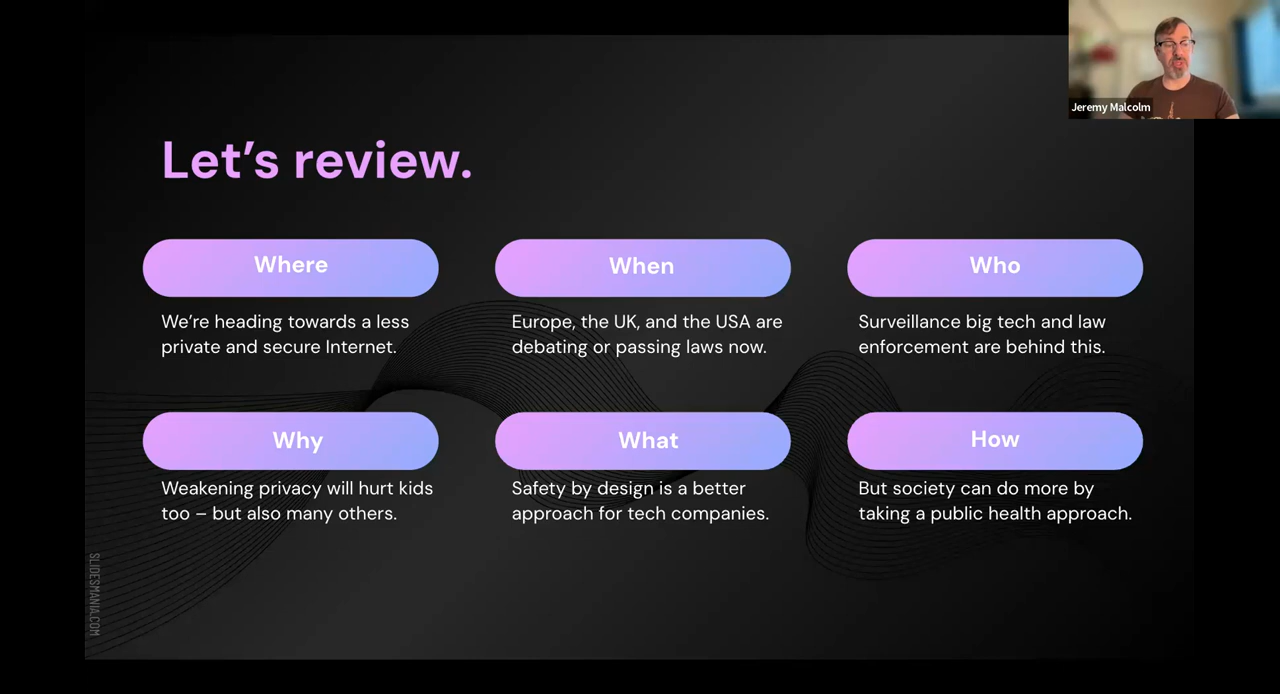 Jeremy Malcolm
Let's review.
Where
We're heading towards a less
private and secure Internet.
When
Europe, the UK, and the USA are
debating or passing laws now.
Who
Surveillance big tech and law
enforcement are behind this.
Why
Weakening privacy will hurt kids
too – but also many others.
What
Safety by design is a better
approach for tech companies.
How
But society can do more by
taking a public health approach.
SLIDESMANIA.COM